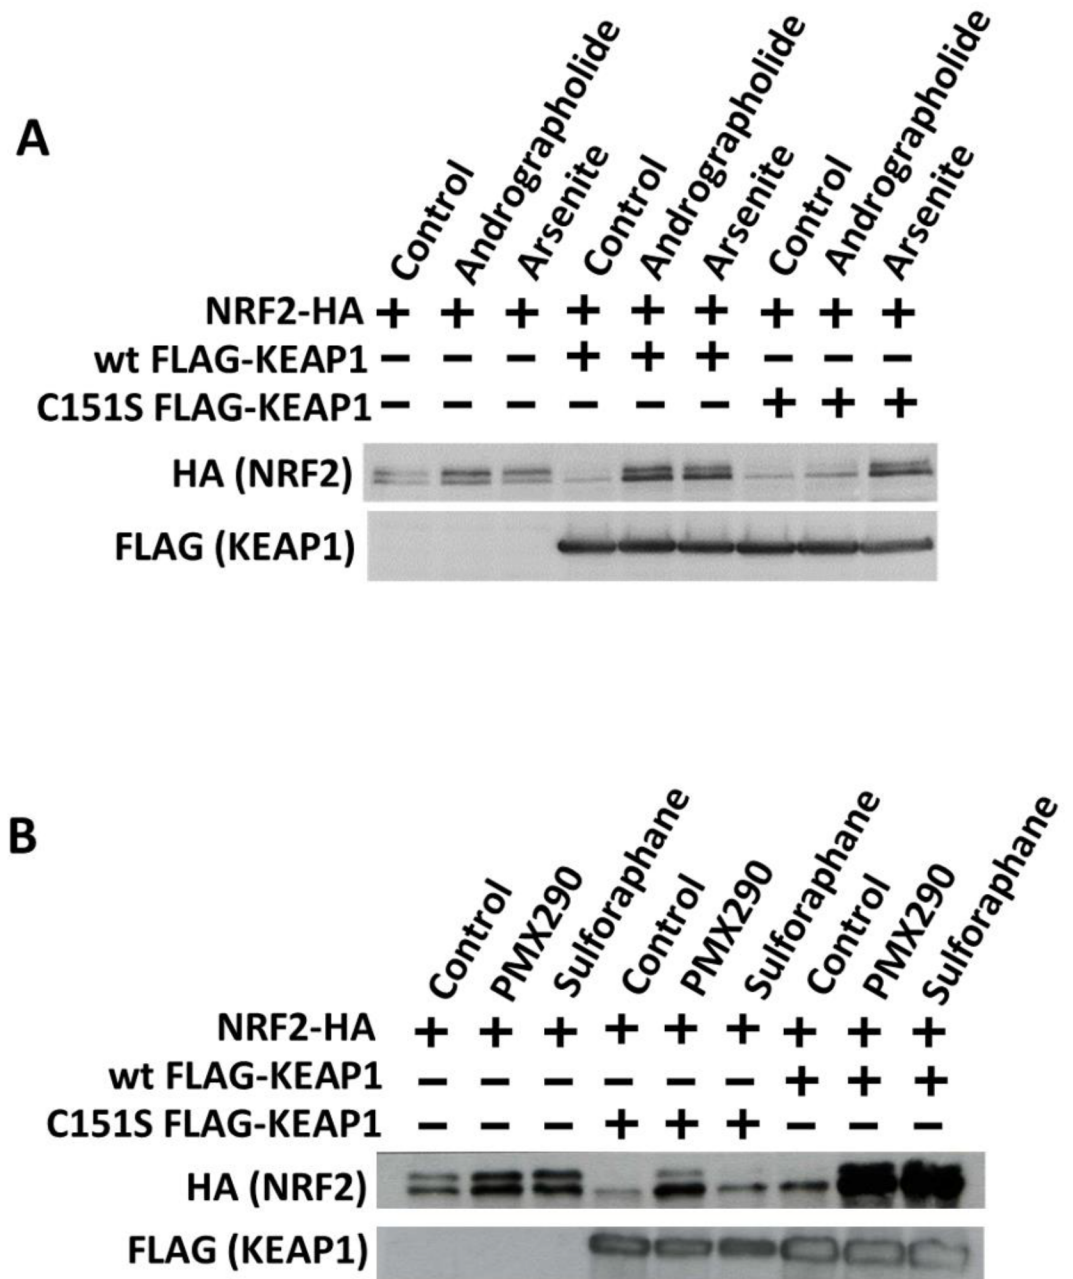 A
Control Andrographolide Arsenite Control Andrographolide Arsenite Control Andrographolide Arsenite
NRF2-HA + + + + + + + + +
wt FLAG-KEAP1 − − − + + + − − −
C151S FLAG-KEAP1 − − − − − − + + +
HA (NRF2)
FLAG (KEAP1)
B
Control PMX290 Sulforaphane Control PMX290 Sulforaphane Control PMX290 Sulforaphane
NRF2-HA + + + + + + + + +
wt FLAG-KEAP1 − − − − − − + + +
C151S FLAG-KEAP1 − − − + + + − − −
HA (NRF2)
FLAG (KEAP1)